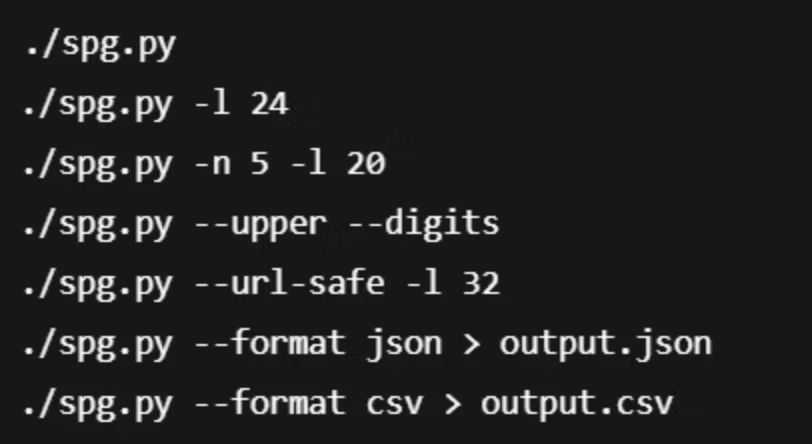 ./spg.py
./spg.py -l 24
./spg.py -n 5 -l 20
./spg.py --upper --digits
./spg.py --url-safe -l 32
./spg.py --format json > output.json
./spg.py --format csv > output.csv